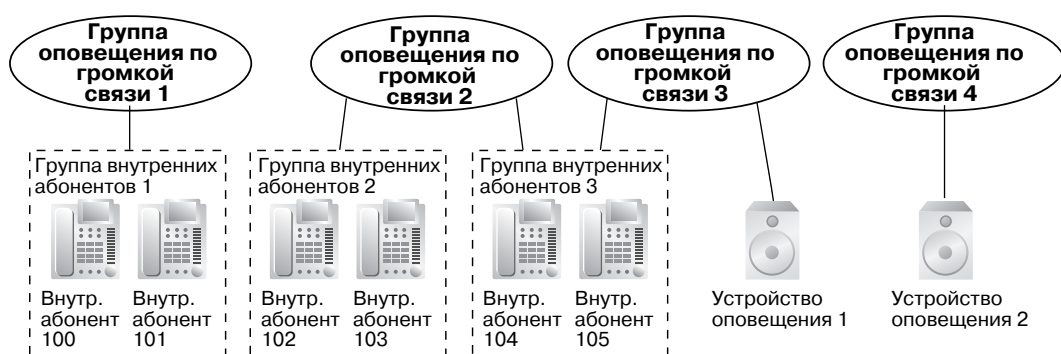 Группа
оповещения по
громкой
связи 1
Группа
оповещения по
громкой
связи 2
Группа
оповещения по
громкой
связи 3
Группа
оповещения по
громкой
связи 4
Группа внутренних
абонентов 1
Группа внутренних
абонентов 2
Группа внутренних
абонентов 3
Внутр.
абонент
100
Внутр.
абонент
101
Внутр.
абонент
102
Внутр.
абонент
103
Внутр.
абонент
104
Внутр.
абонент
105
Устройство
оповещения 1
Устройство
оповещения 2